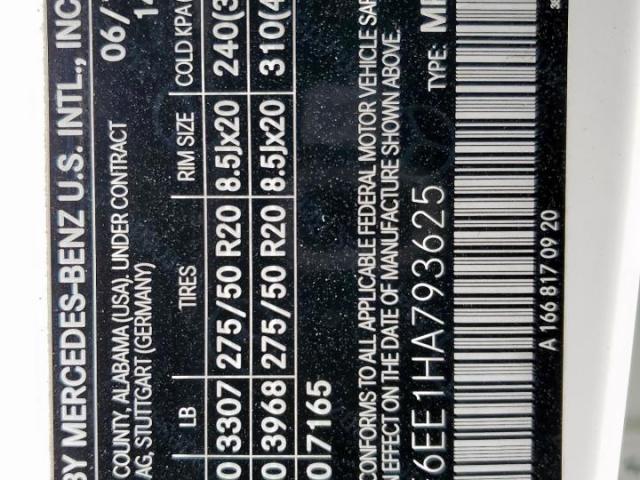 BY MERCEDES-BENZ U.S. INTL., INC
COUNTY, ALABAMA (USA), UNDER CONTRACT 06/
AG, STUTTGART (GERMANY)
LB TIRES RIM SIZE COLD KPA(
0 3307 275/50 R20 8.5Jx20 240(3
0 3968 275/50 R20 8.5Jx20 310(4
0 7165
CONFORMS TO ALL APPLICABLE FEDERAL MOTOR VEHICLE SAF
EFFECT ON THE DATE OF MANUFACTURE SHOWN ABOVE.
6EE1HA793625 TYPE:
A 166 817 09 20